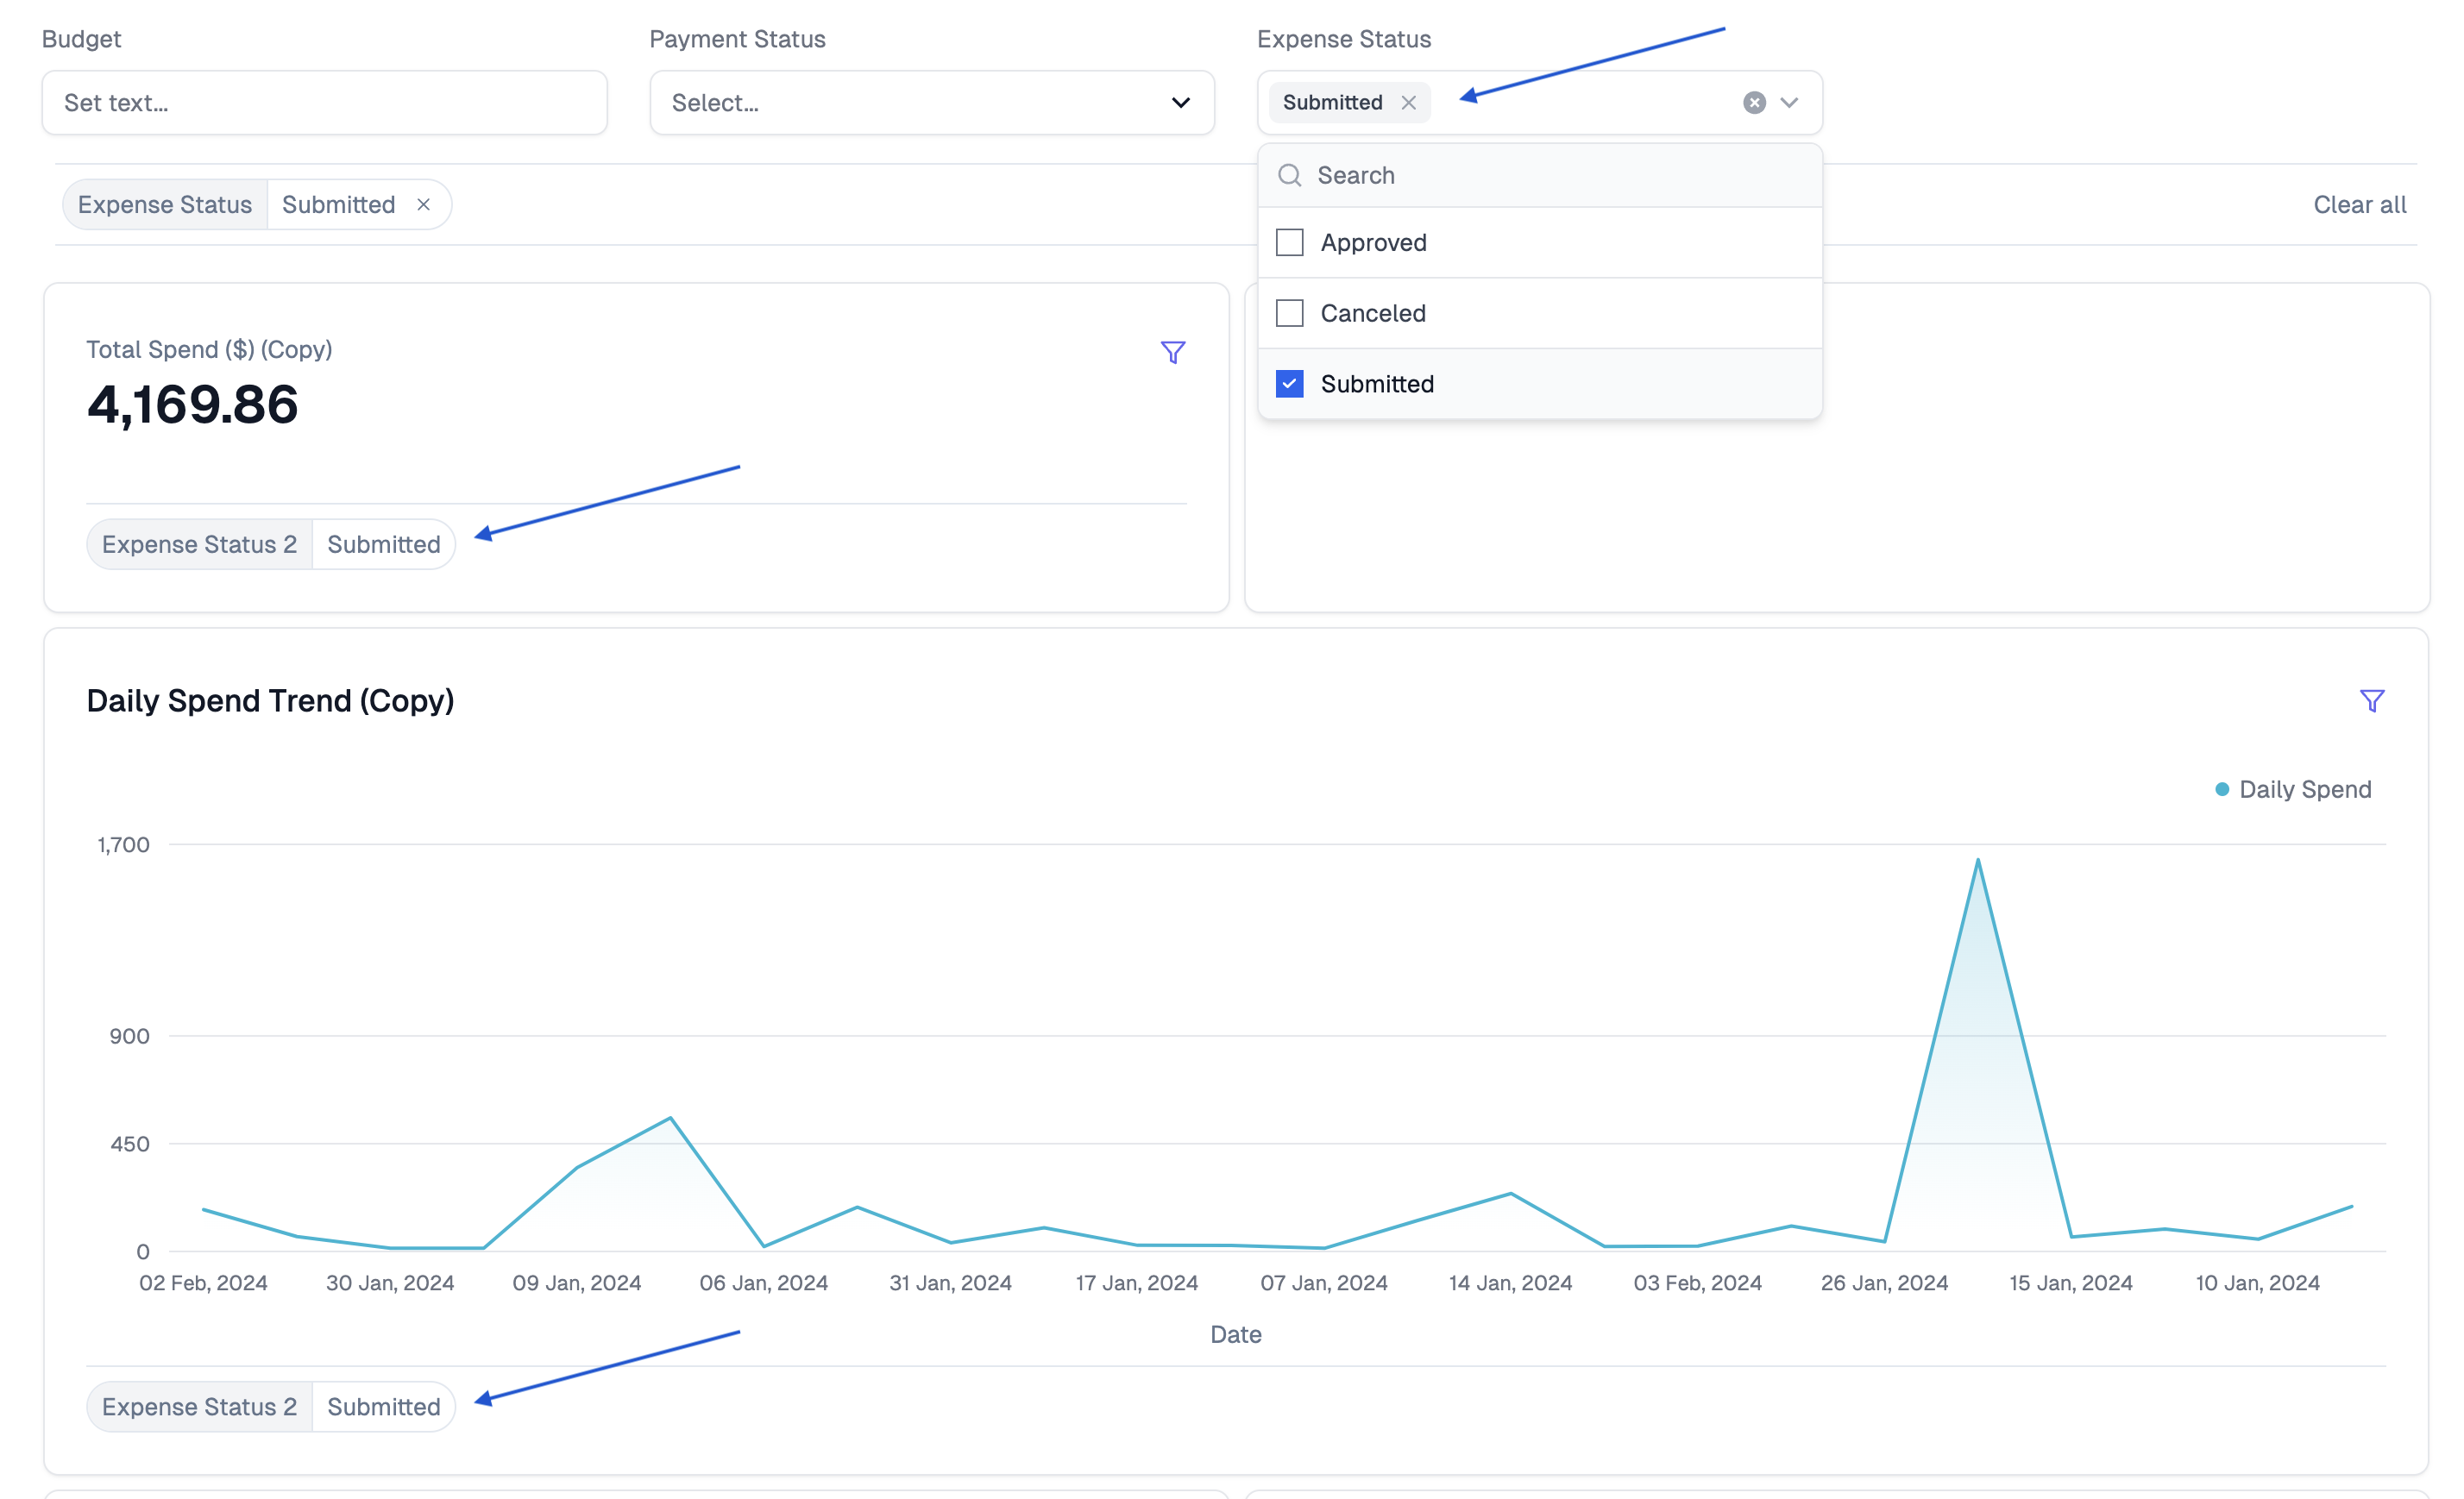 Budget
Payment Status
Expense Status
Set text...
Select...
Submitted
Search
Approved
Canceled
Submitted
Expense Status Submitted
Clear all
Total Spend ($) (Copy)
4,169.86
Expense Status 2 Submitted
Daily Spend Trend (Copy)
Daily Spend
1,700
900
450
0
02 Feb, 2024 30 Jan, 2024 09 Jan, 2024 06 Jan, 2024 31 Jan, 2024 17 Jan, 2024 07 Jan, 2024 14 Jan, 2024 03 Feb, 2024 26 Jan, 2024 15 Jan, 2024 10 Jan, 2024
Date
Expense Status 2 Submitted